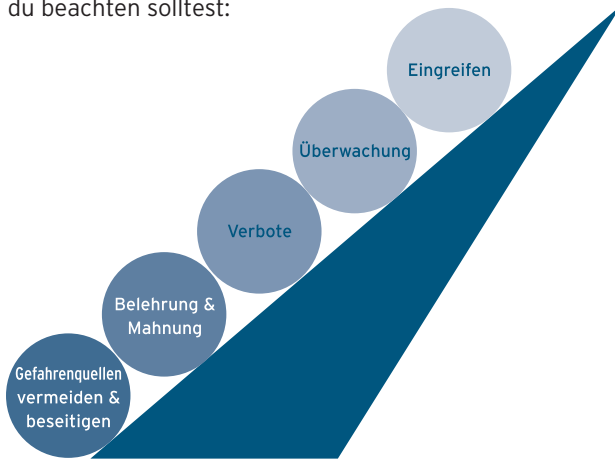 du beachten solltest:
Eingreifen
Überwachung
Verbote
Belehrung &
Mahnung
Gefahrenquellen
vermeiden &
beseitigen